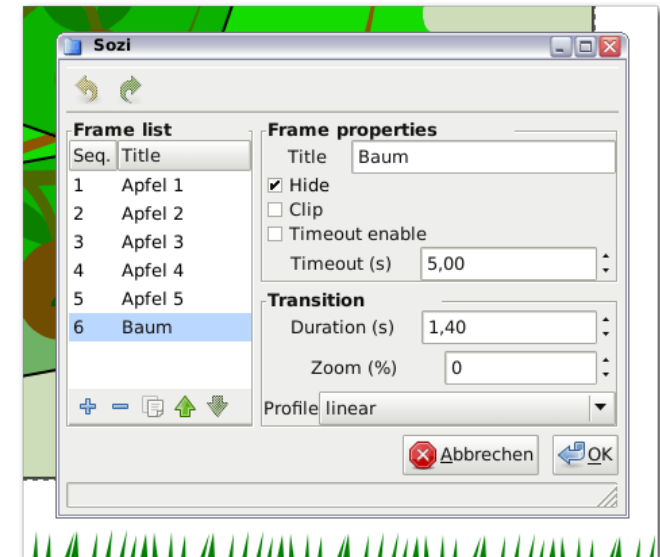 Sozi
Frame list
Seq. Title
1 Apfel 1
2 Apfel 2
3 Apfel 3
4 Apfel 4
5 Apfel 5
6 Baum
Frame properties
Title Baum
Hide
Clip
Timeout enable
Timeout (s) 5,00
Transition
Duration (s) 1,40
Zoom (%) 0
Profile linear
Abbrechen OK